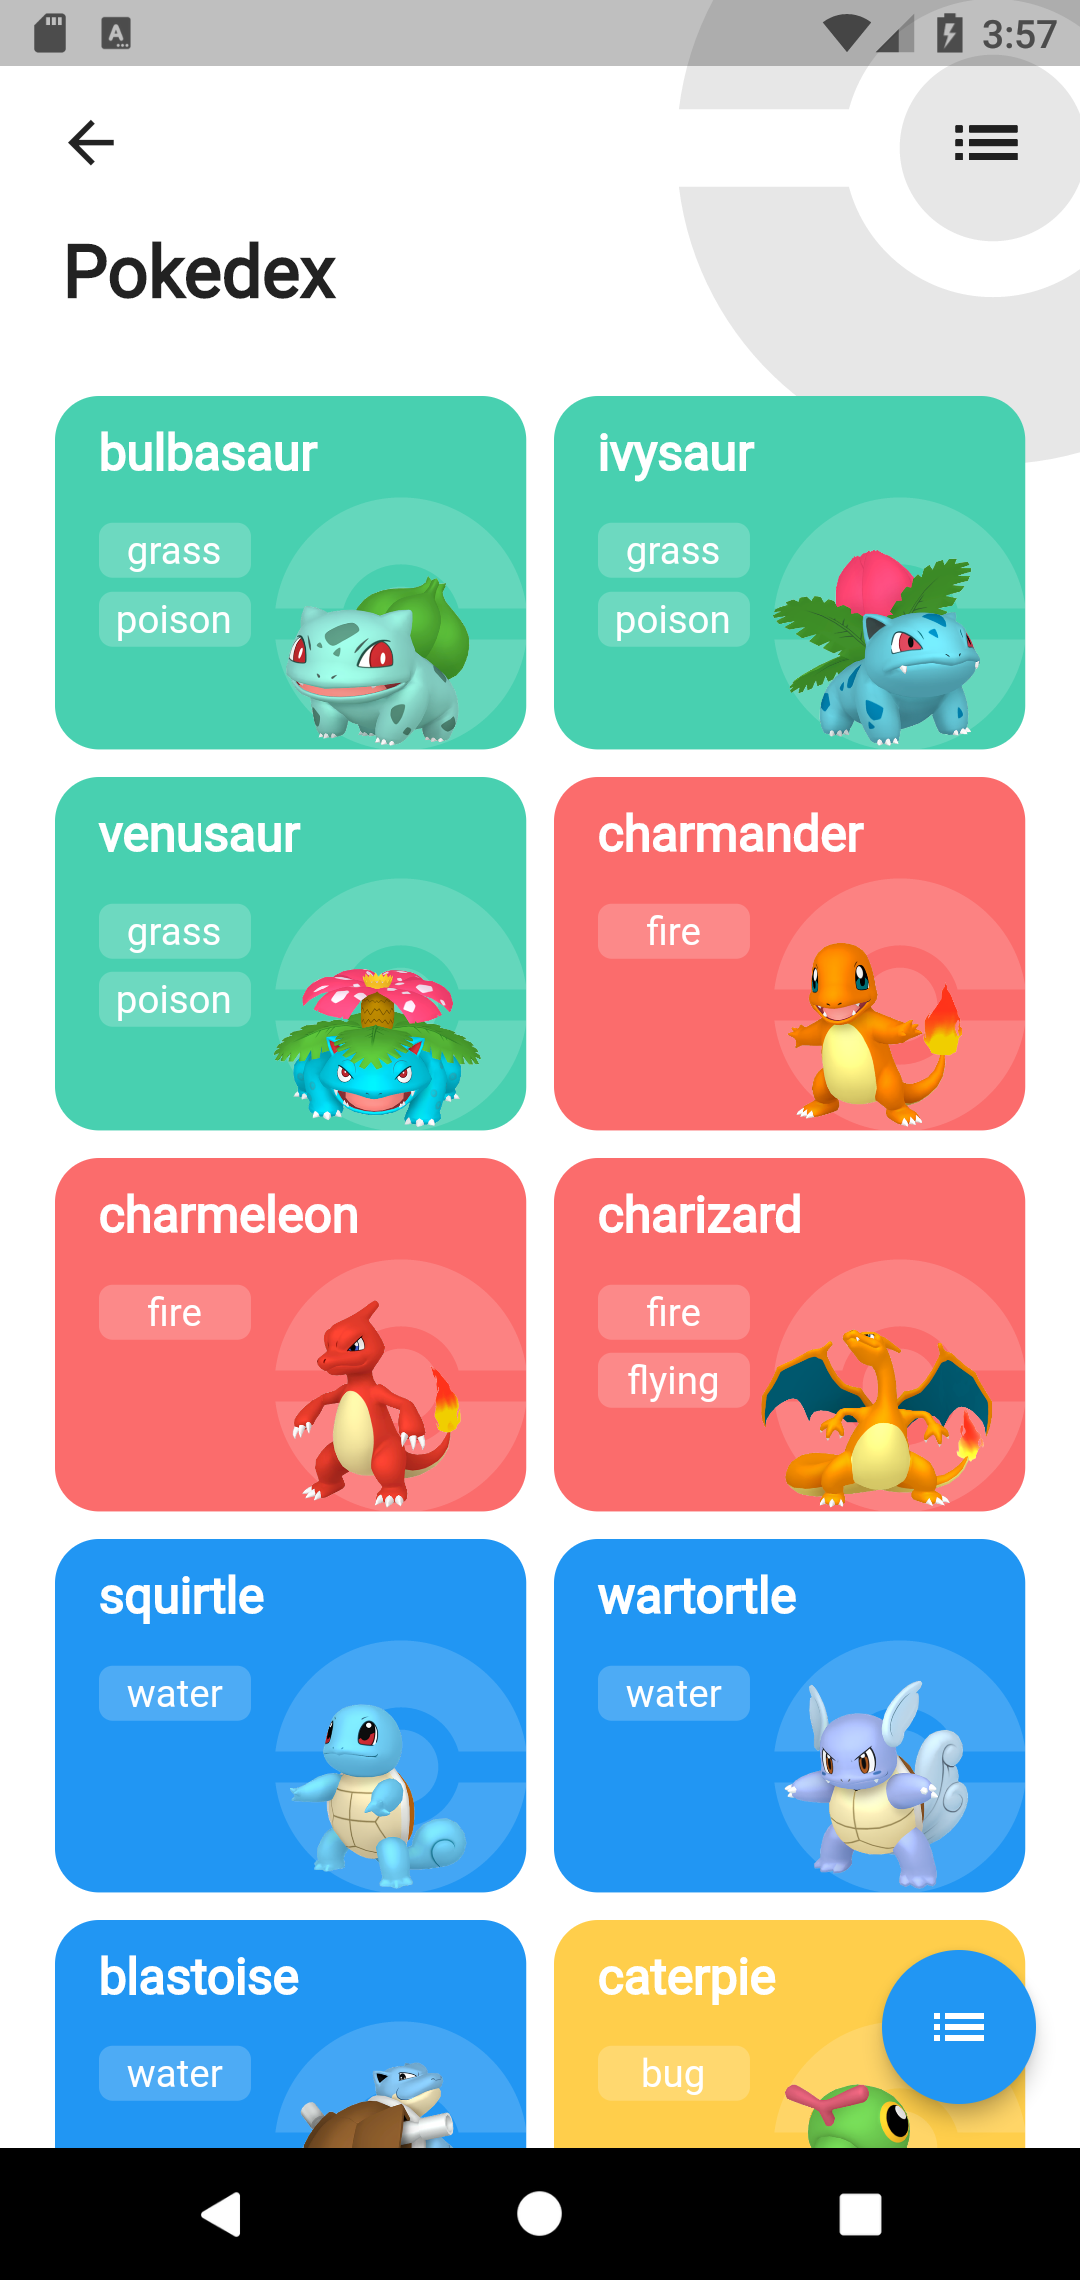 3:57
Pokedex
bulbasaur
grass
poison
ivysaur
grass
poison
venusaur
grass
poison
charmander
fire
charmeleon
fire
charizard
fire
flying
squirtle
water
wartortle
water
blastoise
water
caterpie
bug